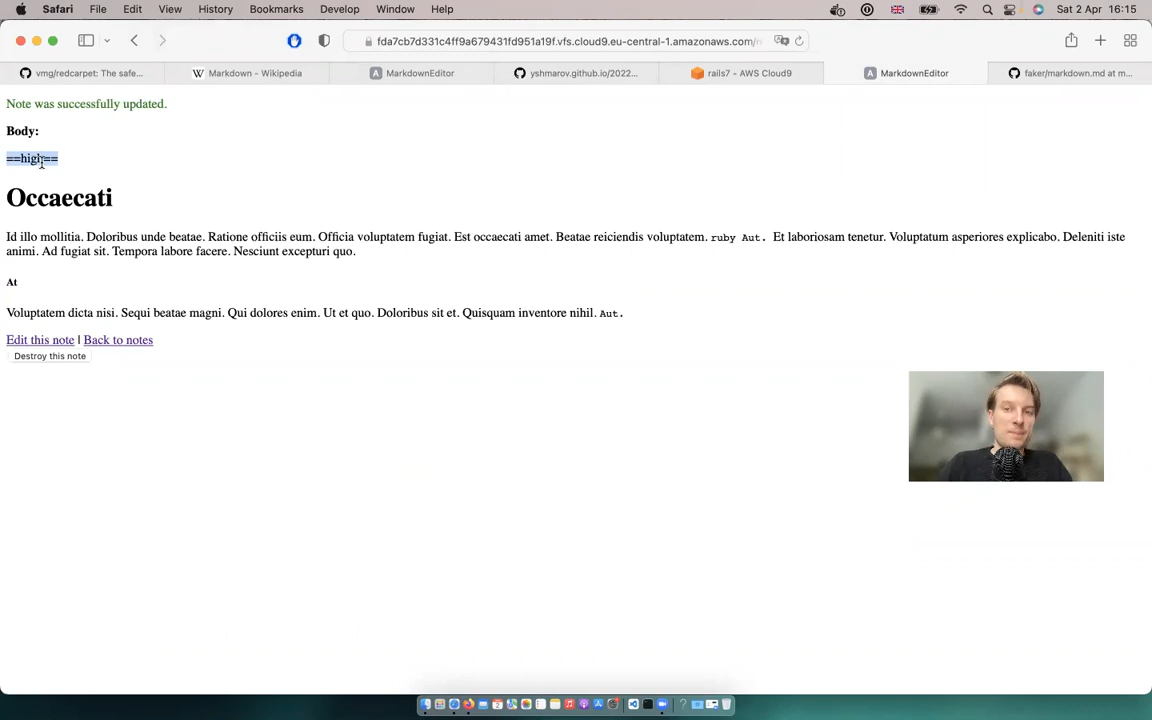 Safari File Edit View History Bookmarks Develop Window Help Sat 2 Apr 16:15
fda7cb7d331c4ff9a679431fd951a19f.vfs.cloud9.eu-central-1.amazonaws.com/
vmg/redcarpet: The safe... Markdown - Wikipedia MarkdownEditor yshmarov.github.io/2022... rails7 - AWS Cloud9 MarkdownEditor faker/markdown.md at m...
Note was successfully updated.
Body:
==high==
Occaecati
Id illo mollitia. Doloribus unde beatae. Ratione officiis eum. Officia voluptatem fugiat. Est occaecati amet. Beatae reiciendis voluptatem. ruby Aut. Et laboriosam tenetur. Voluptatum asperiores explicabo. Deleniti iste
animi. Ad fugiat sit. Tempora labore facere. Nesciunt excepturi quo.
At
Voluptatem dicta nisi. Sequi beatae magni. Qui dolores enim. Ut et quo. Doloribus sit et. Quisquam inventore nihil. Aut.
Edit this note | Back to notes
Destroy this note